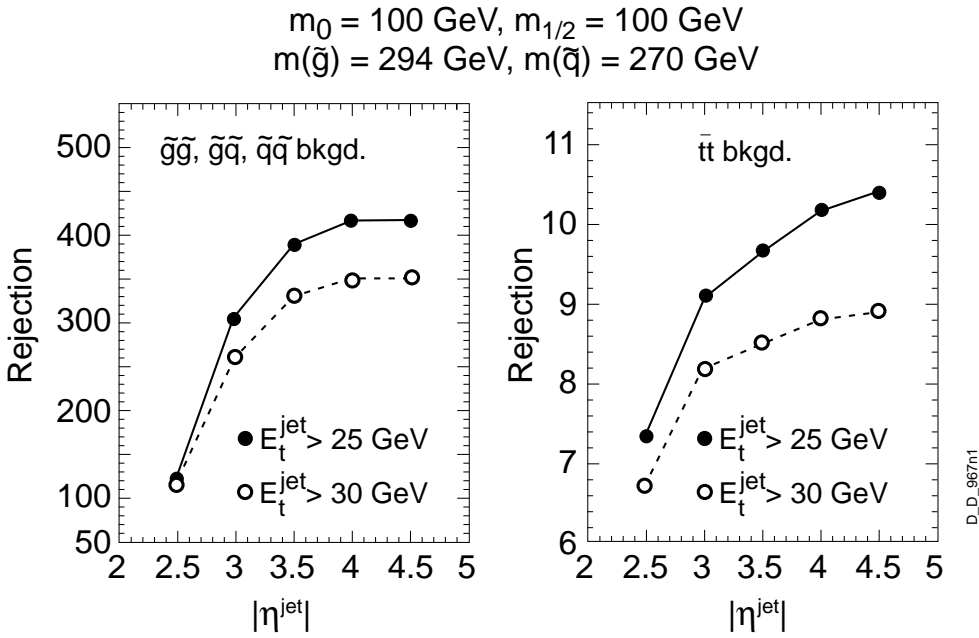 m₀ = 100 GeV, m₁/₂ = 100 GeV
m(g̃) = 294 GeV, m(q̃) = 270 GeV
g̃g̃, g̃q̃, q̃q̃ bkgd.
Rejection
500
400
300
200
100
50
E_t^jet > 25 GeV
E_t^jet > 30 GeV
2 2.5 3 3.5 4 4.5 5
|η^jet|
t̄t bkgd.
Rejection
11
10
9
8
7
6
E_t^jet > 25 GeV
E_t^jet > 30 GeV
2 2.5 3 3.5 4 4.5 5
|η^jet|
D_D_967n1